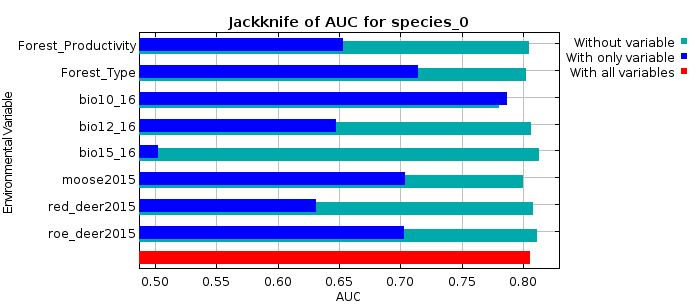 Jackknife of AUC for species_0
Environmental Variable
Forest_Productivity
Forest_Type
bio10_16
bio12_16
bio15_16
moose2015
red_deer2015
roe_deer2015
Without variable
With only variable
With all variables
0.50 0.55 0.60 0.65 0.70 0.75 0.80
AUC